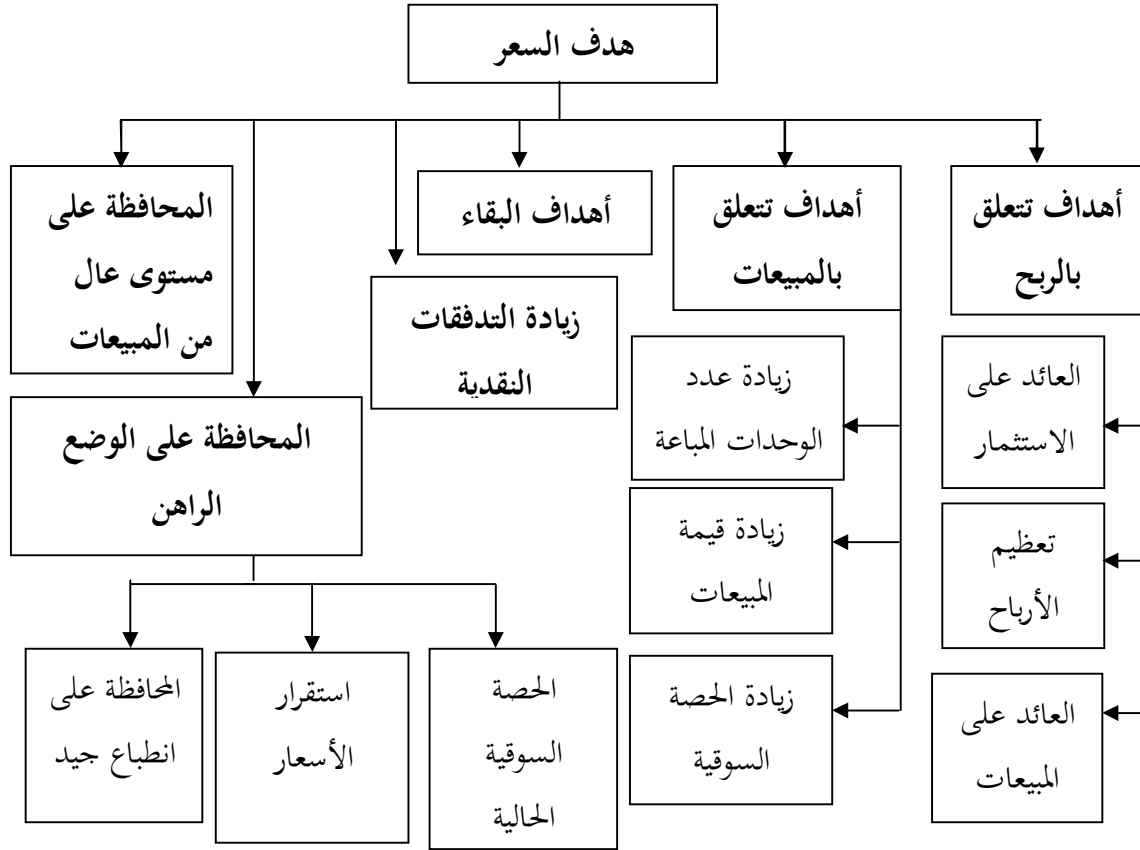 هدف السعر
أهداف تتعلق
بالربح
أهداف تتعلق
بالمبيعات
أهداف البقاء
زيادة التدفقات
النقدية
المحافظة على
مستوى عال
من المبيعات
المحافظة على الوضع
الراهن
العائد على
الاستثمار
تعظيم
الأرباح
العائد على
المبيعات
زيادة عدد
الوحدات المباعة
زيادة قيمة
المبيعات
زيادة الحصة
السوقية
الحصة
السوقية
الحالية
استقرار
الأسعار
المحافظة على
انطباع جيد